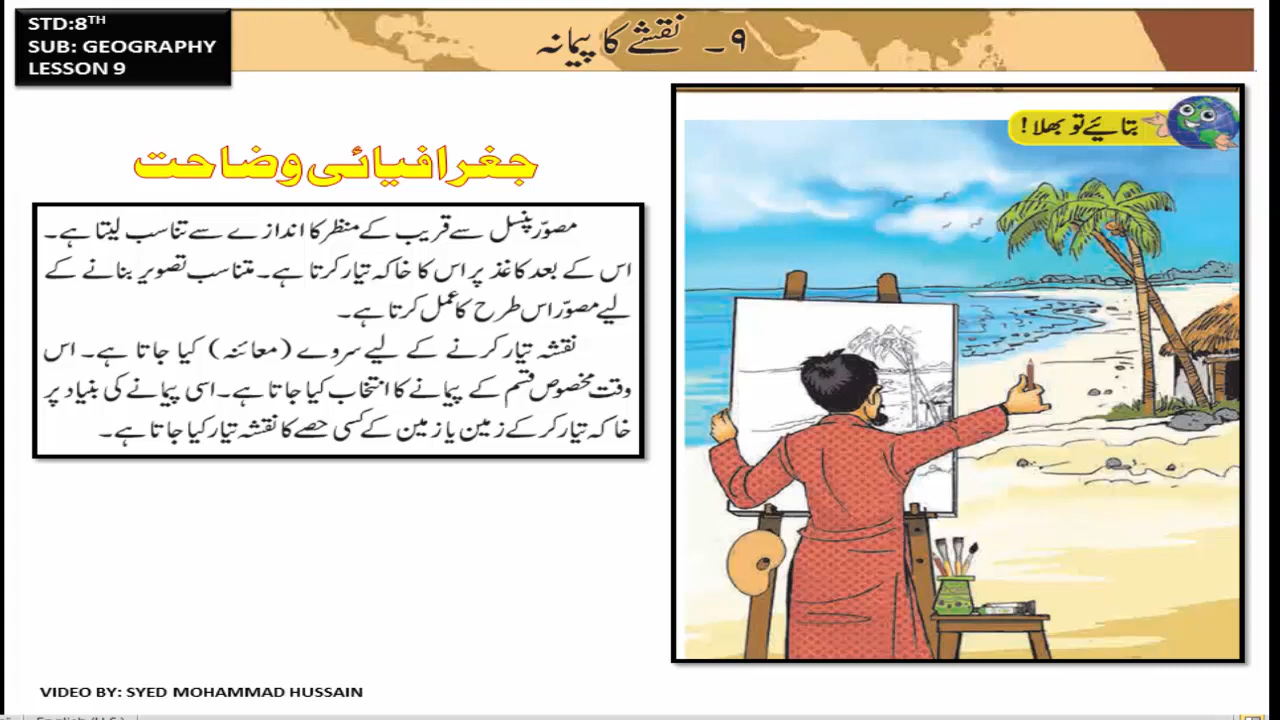 STD:8TH
SUB: GEOGRAPHY
LESSON 9
۹۔ نقشے کا پیمانہ
بتائیے تو بھلا!
جغرافیائی وضاحت
مصوّر پنسل سے قریب کے منظر کا اندازے سے تناسب لیتا ہے۔
اس کے بعد کاغذ پر اس کا خاکہ تیار کرتا ہے۔ متناسب تصویر بنانے کے
لیے مصوّر اس طرح کا عمل کرتا ہے۔
نقشہ تیار کرنے کے لیے سروے (معائنہ) کیا جاتا ہے۔ اس
وقت مخصوص قسم کے پیمانے کا انتخاب کیا جاتا ہے۔ اسی پیمانے کی بنیاد پر
خاکہ تیار کر کے زمین یا زمین کے کسی حصے کا نقشہ تیار کیا جاتا ہے۔
VIDEO BY: SYED MOHAMMAD HUSSAIN